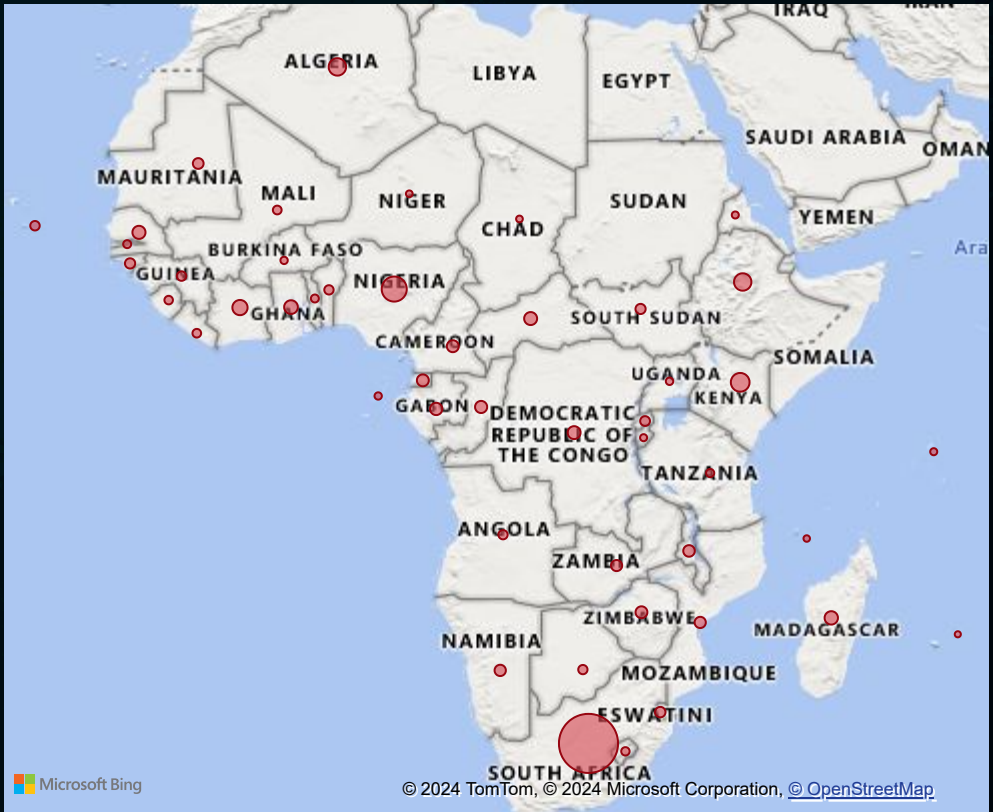 IRAQ
IRAN
ALGERIA
LIBYA
EGYPT
SAUDI ARABIA
OMAN
MAURITANIA
MALI
NIGER
SUDAN
YEMEN
CHAD
Ara
BURKINA FASO
GUINEA
NIGERIA
GHANA
SOUTH SUDAN
CAMEROON
SOMALIA
UGANDA
KENYA
GABON
DEMOCRATIC
REPUBLIC OF
THE CONGO
TANZANIA
ANGOLA
ZAMBIA
ZIMBABWE
MADAGASCAR
NAMIBIA
MOZAMBIQUE
ESWATINI
SOUTH AFRICA
Microsoft Bing
© 2024 TomTom, © 2024 Microsoft Corporation, © OpenStreetMap